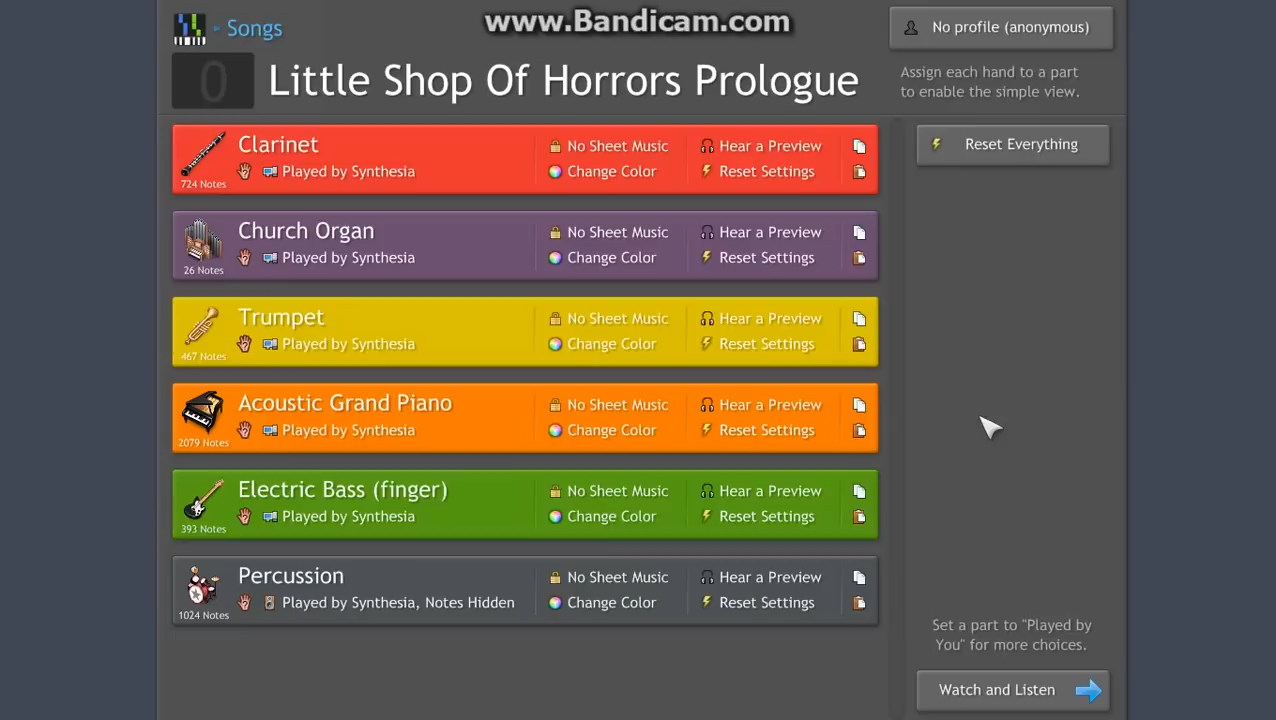 www.Bandicam.com
Songs
No profile (anonymous)
0
Little Shop Of Horrors Prologue
Assign each hand to a part
to enable the simple view.
Reset Everything
Clarinet
No Sheet Music
Hear a Preview
724 Notes
Played by Synthesia
Change Color
Reset Settings
Church Organ
No Sheet Music
Hear a Preview
26 Notes
Played by Synthesia
Change Color
Reset Settings
Trumpet
No Sheet Music
Hear a Preview
467 Notes
Played by Synthesia
Change Color
Reset Settings
Acoustic Grand Piano
No Sheet Music
Hear a Preview
2079 Notes
Played by Synthesia
Change Color
Reset Settings
Electric Bass (finger)
No Sheet Music
Hear a Preview
393 Notes
Played by Synthesia
Change Color
Reset Settings
Percussion
No Sheet Music
Hear a Preview
1024 Notes
Played by Synthesia, Notes Hidden
Change Color
Reset Settings
Set a part to "Played by
You" for more choices.
Watch and Listen